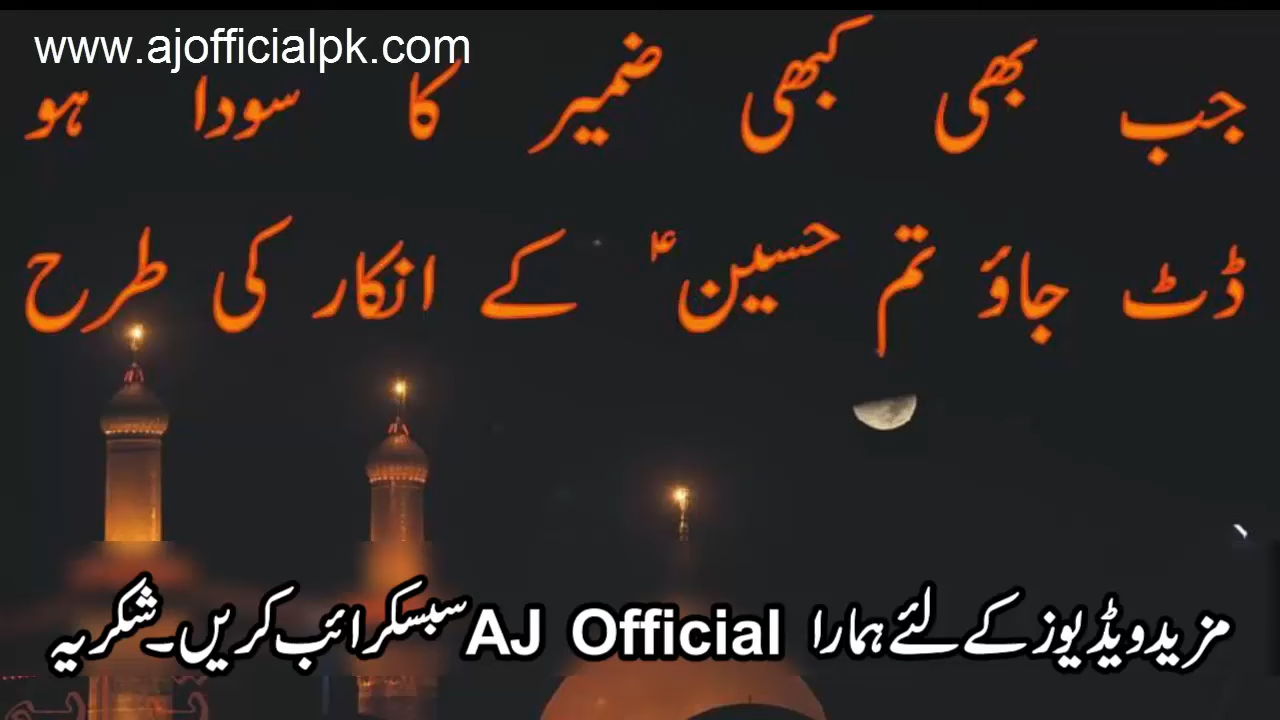 www.ajofficialpk.com
جب بھی کبھی ضمیر کا سودا ہو
ڈٹ جاؤ تم حسینؑ کے انکار کی طرح
مزید ویڈیوز کے لئے ہمارا AJ Official سبسکرائب کریں۔شکریہ